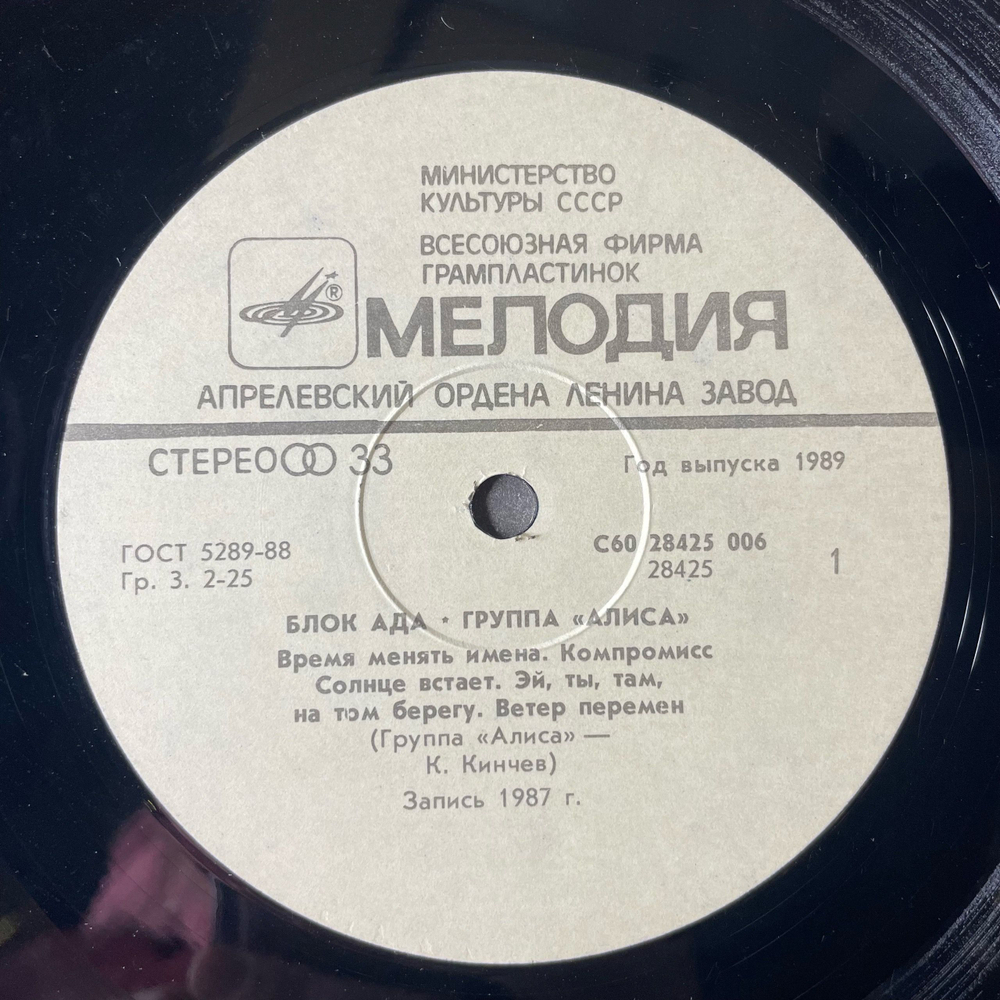 МИНИСТЕРСТВО
КУЛЬТУРЫ СССР
ВСЕСОЮЗНАЯ ФИРМА
ГРАМПЛАСТИНОК
®
МЕЛОДИЯ
АПРЕЛЕВСКИЙ ОРДЕНА ЛЕНИНА ЗАВОД
СТЕРЕО 33
Год выпуска 1989
ГОСТ 5289-88
Гр. 3. 2-25
С60 28425 006
28425
1
БЛОК АДА • ГРУППА «АЛИСА»
Время менять имена. Компромисс
Солнце встает. Эй, ты, там,
на том берегу. Ветер перемен
(Группа «Алиса» —
К. Кинчев)
Запись 1987 г.